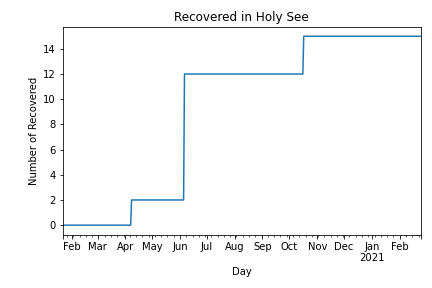 Recovered in Holy See
Number of Recovered
14
12
10
8
6
4
2
0
Feb Mar Apr May Jun Jul Aug Sep Oct Nov Dec Jan Feb
2021
Day